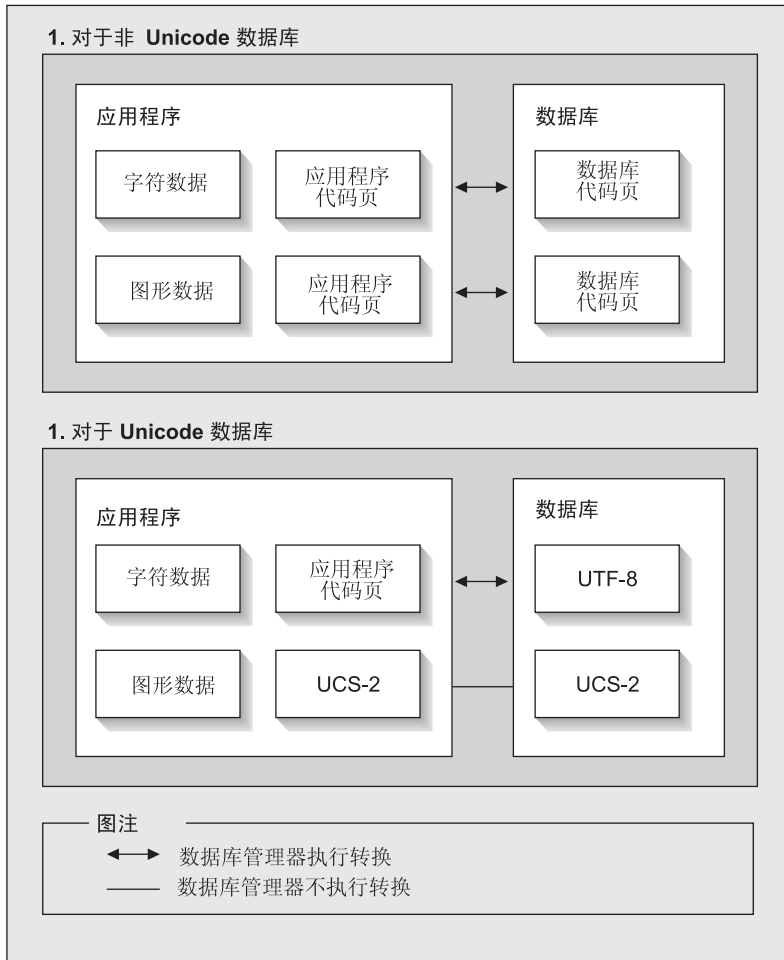 1. 对于非 Unicode 数据库
应用程序
数据库
字符数据
应用程序
代码页
数据库
代码页
图形数据
应用程序
代码页
数据库
代码页
1. 对于 Unicode 数据库
应用程序
数据库
字符数据
应用程序
代码页
UTF-8
图形数据
UCS-2
UCS-2
图注
数据库管理器执行转换
数据库管理器不执行转换